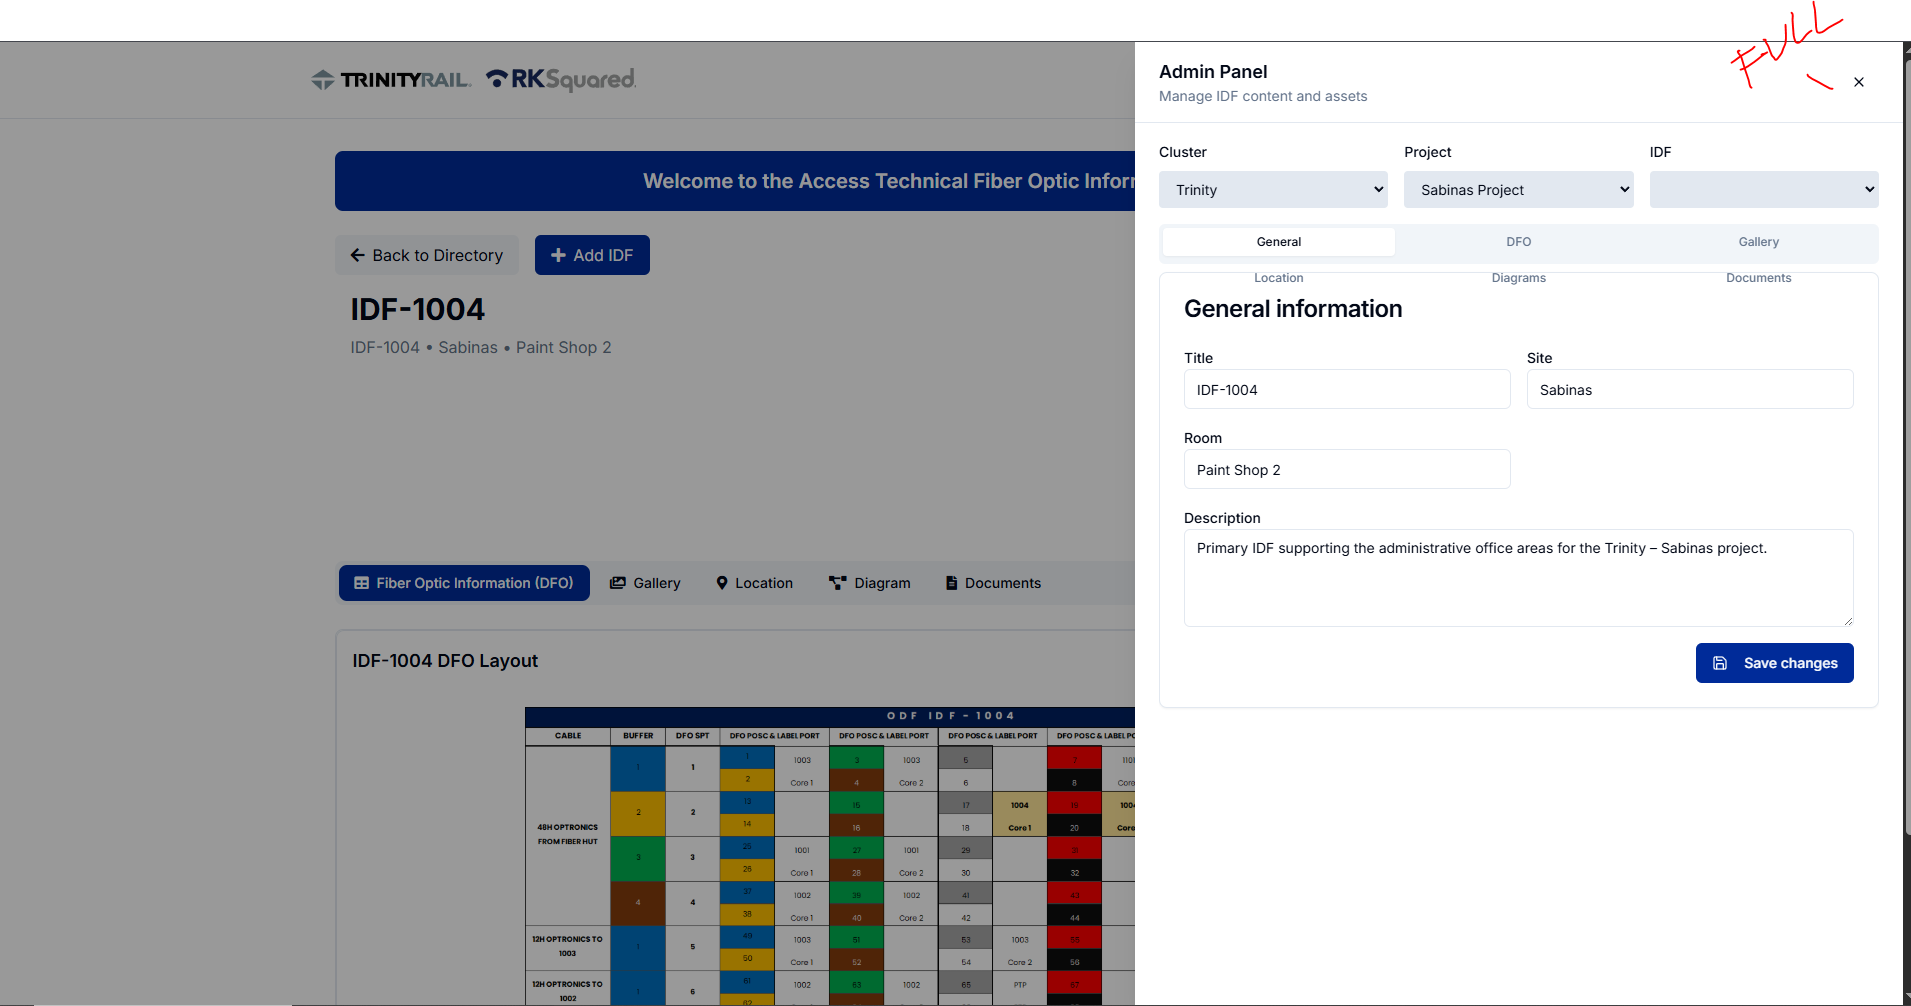 FULL
TRINITYRAIL
RKSquared
Admin Panel
Manage IDF content and assets
Cluster
Project
IDF
Trinity
Sabinas Project
Welcome to the Access Technical Fiber Optic Infor
Back to Directory
Add IDF
General
DFO
Gallery
Location
Diagrams
Documents
IDF-1004
IDF-1004 • Sabinas • Paint Shop 2
General information
Title
Site
IDF-1004
Sabinas
Room
Paint Shop 2
Description
Primary IDF supporting the administrative office areas for the Trinity – Sabinas project.
Save changes
Fiber Optic Information (DFO)
Gallery
Location
Diagram
Documents
IDF-1004 DFO Layout
ODF IDF-1004
CABLE BUFFER DFO SPT DFO POSC & LABEL PORT DFO POSC & LABEL PORT DFO POSC & LABEL PORT DFO POSC & LABEL PO
48H OPTRONICS
FROM FIBER HUT
1 1 1 1003 3 1003 5 7 1101
2 Core 1 4 Core 2 6 8 Core
2 2 13 15 17 1004 19 1004
14 16 18 Core 1 20 Core
3 3 25 1001 27 1001 29 31
26 Core 1 28 Core 2 30 32
4 4 37 1002 39 1002 41 43
38 Core 1 40 Core 2 42 44
12H OPTRONICS TO
1003
1 5 49 1003 51 53 1003 55
50 Core 1 52 54 Core 2 56
12H OPTRONICS TO
1002
1 6 61 1002 63 1002 65 PTP 67
62